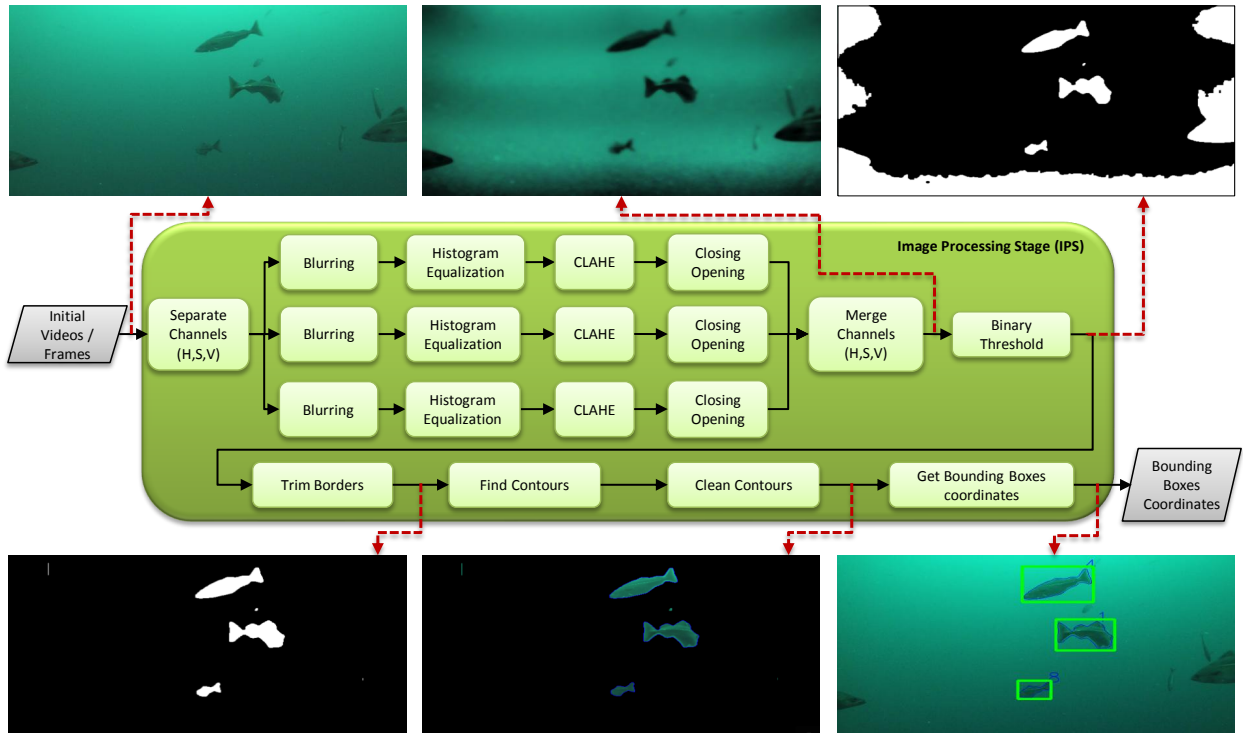 Image Processing Stage (IPS)
Initial
Videos /
Frames
Separate
Channels
(H,S,V)
Blurring
Histogram
Equalization
CLAHE
Closing
Opening
Blurring
Histogram
Equalization
CLAHE
Closing
Opening
Blurring
Histogram
Equalization
CLAHE
Closing
Opening
Merge
Channels
(H,S,V)
Binary
Threshold
Trim Borders
Find Contours
Clean Contours
Get Bounding Boxes
coordinates
Bounding
Boxes
Coordinates